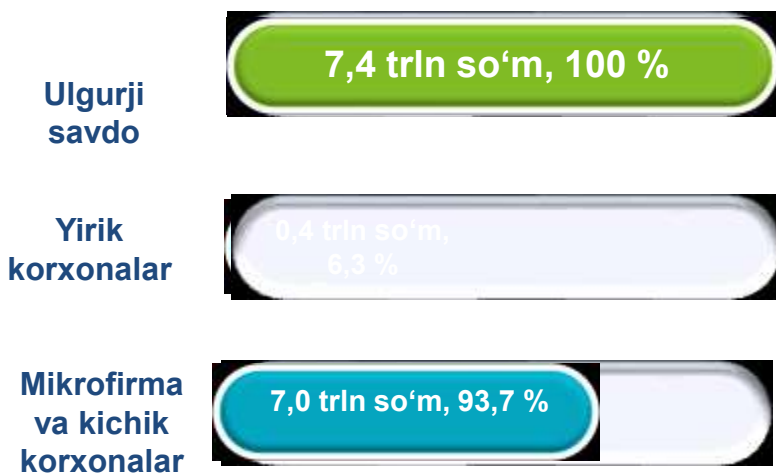 7,4 trln so‘m, 100 %
Ulgurji
savdo
Yirik
korxonalar
0,4 trln so‘m,
6,3 %
Mikrofirma
va kichik
korxonalar
7,0 trln so‘m, 93,7 %